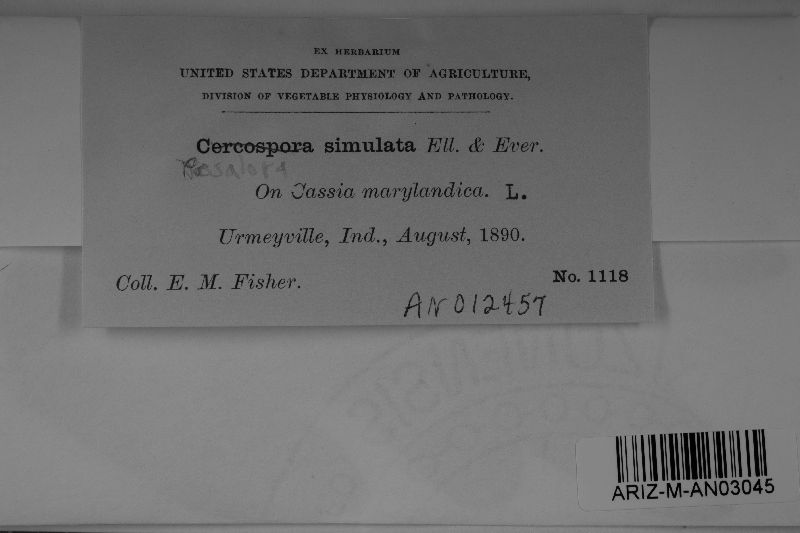 EX HERBARIUM
UNITED STATES DEPARTMENT OF AGRICULTURE,
DIVISION OF VEGETABLE PHYSIOLOGY AND PATHOLOGY.
Cercospora simulata Ell. & Ever.
Passalora
On Cassia marylandica. L.
Urmeyville, Ind., August, 1890.
Coll. E. M. Fisher.
No. 1118
AN012457
ARIZ-M-AN03045